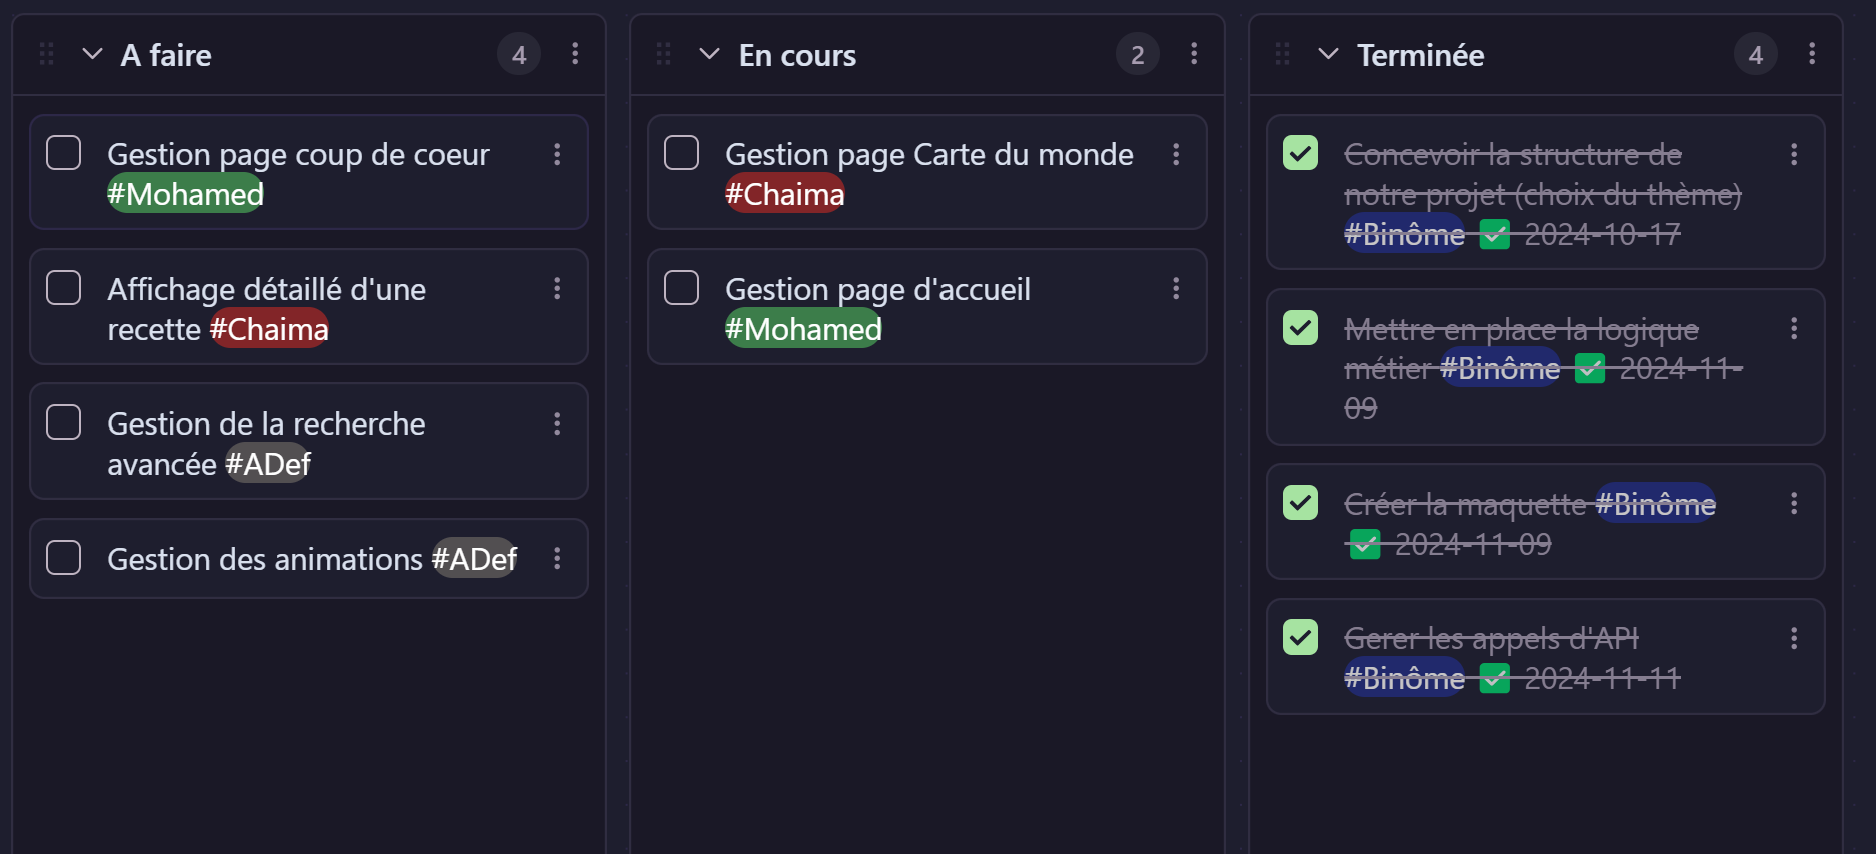 A faire
4
Gestion page coup de coeur
#Mohamed
Affichage détaillé d'une
recette #Chaima
Gestion de la recherche
avancée #ADef
Gestion des animations #ADef
En cours
2
Gestion page Carte du monde
#Chaima
Gestion page d'accueil
#Mohamed
Terminée
4
Concevoir la structure de
notre projet (choix du thème)
#Binôme ✅ 2024-10-17
Mettre en place la logique
métier #Binôme ✅ 2024-11-
09
Créer la maquette #Binôme
✅ 2024-11-09
Gerer les appels d'API
#Binôme ✅ 2024-11-11